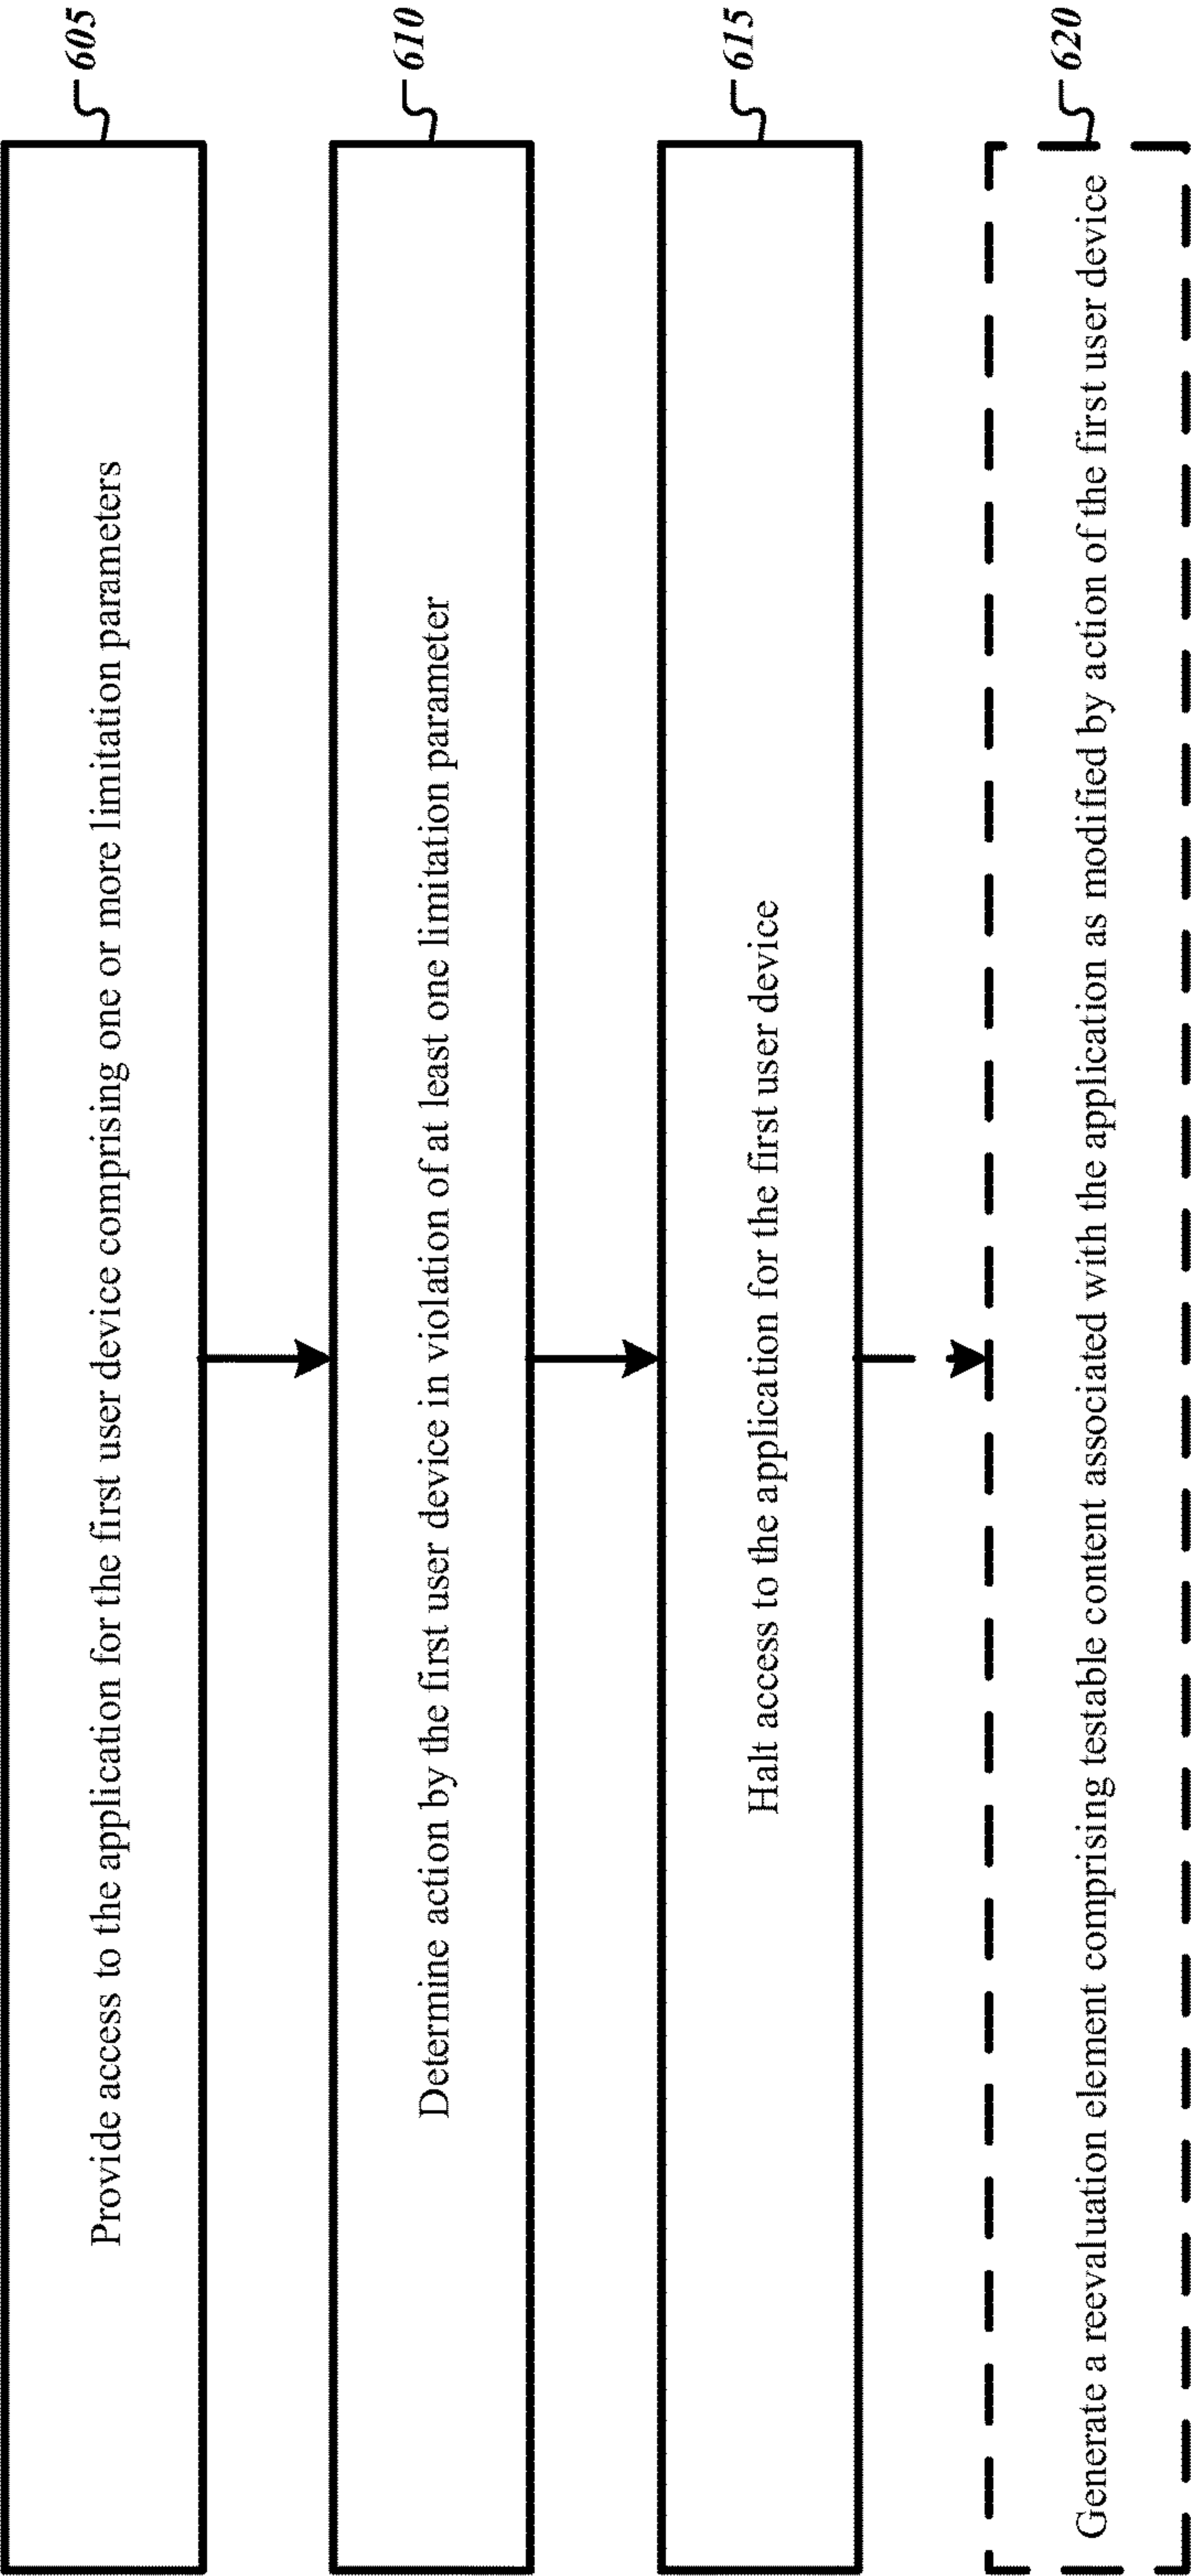 605
Provide access to the application for the first user device comprising one or more limitation parameters
610
Determine action by the first user device in violation of at least one limitation parameter
615
Halt access to the application for the first user device
620
Generate a reevaluation element comprising testable content associated with the application as modified by action of the first user device